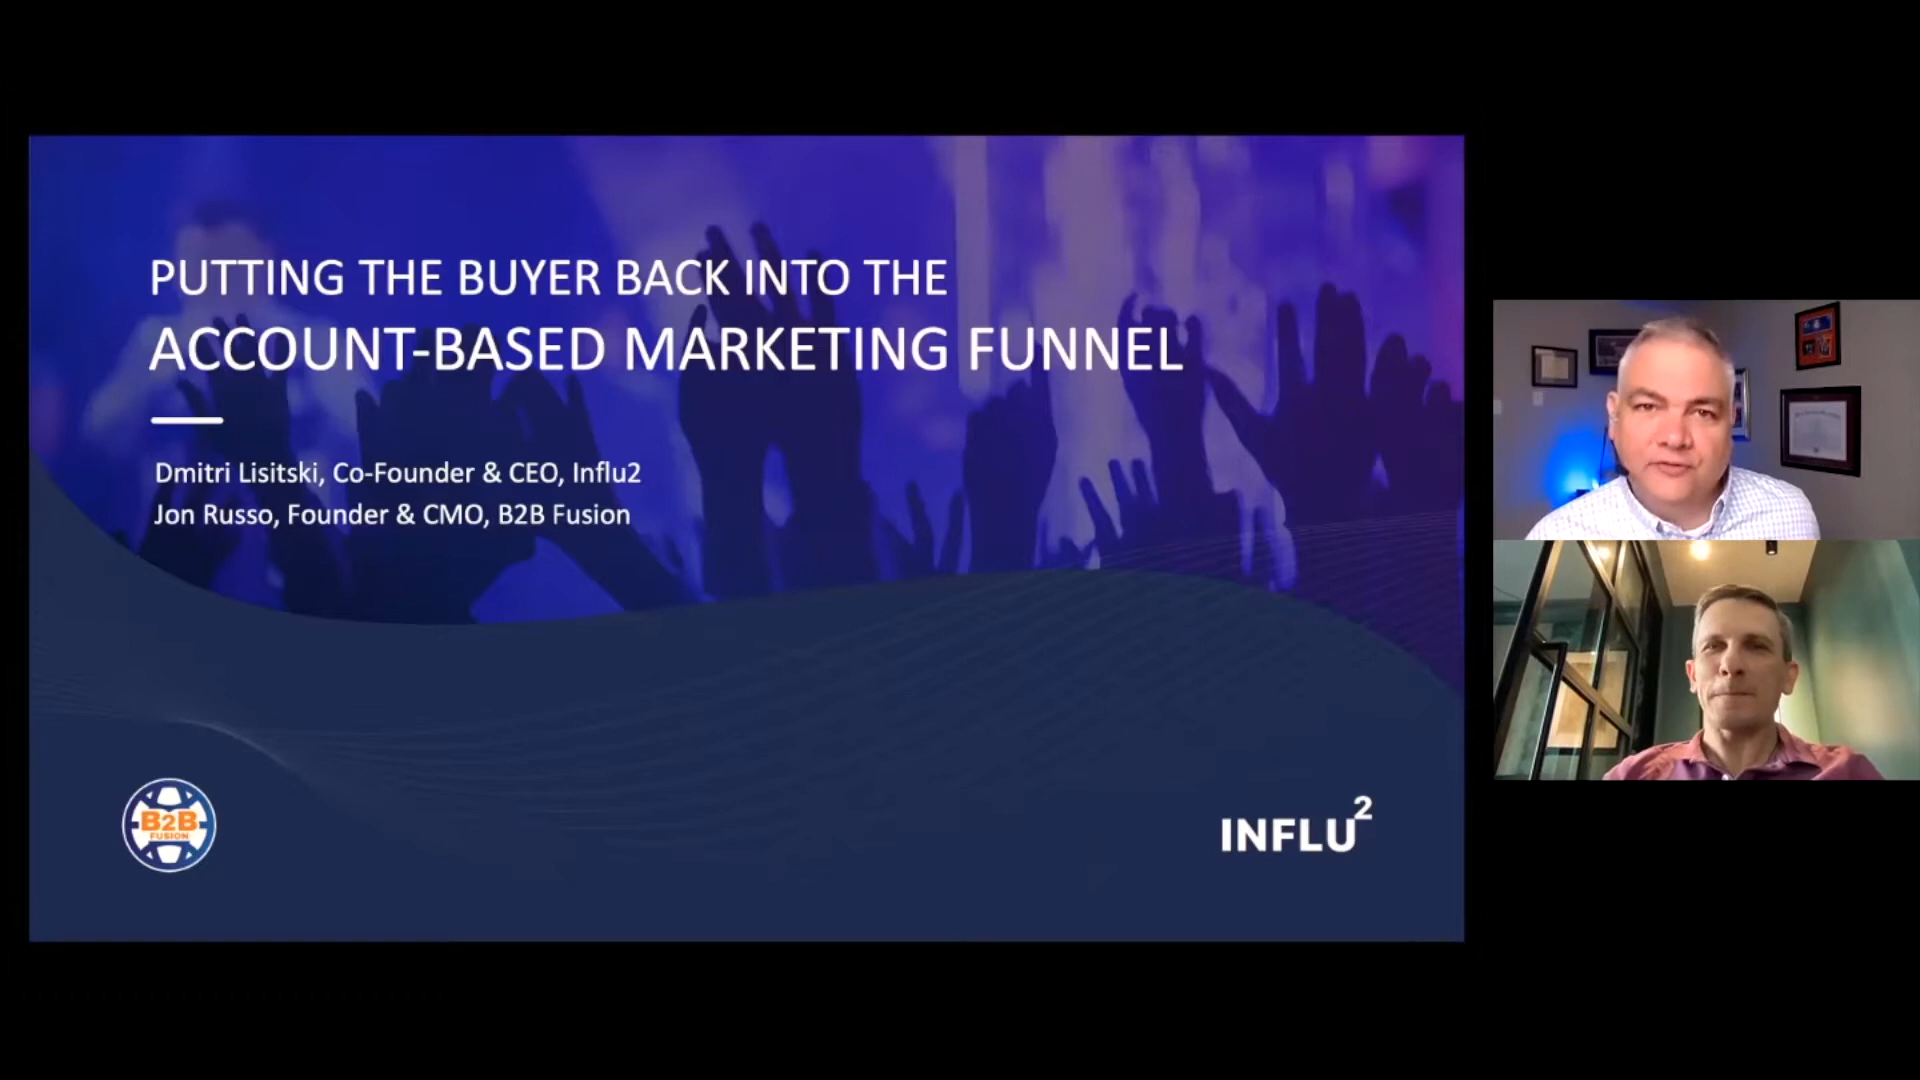 PUTTING THE BUYER BACK INTO THE
ACCOUNT-BASED MARKETING FUNNEL
Dmitri Lisitski, Co-Founder & CEO, Influ2
Jon Russo, Founder & CMO, B2B Fusion
B2B
FUSION
INFLU2